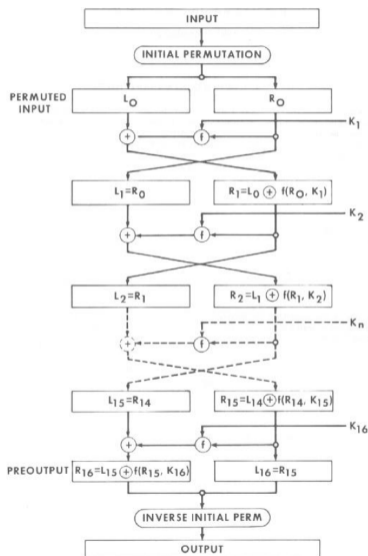 INPUT
INITIAL PERMUTATION
PERMUTED
INPUT
L0
R0
K1
+
f
L1=R0
R1=L0 ⊕ f(R0, K1)
K2
+
f
L2=R1
R2=L1 ⊕ f(R1, K2)
Kn
+
f
L15=R14
R15=L14 ⊕ f(R14, K15)
K16
+
f
PREOUTPUT
R16=L15 ⊕ f(R15, K16)
L16=R15
INVERSE INITIAL PERM
OUTPUT